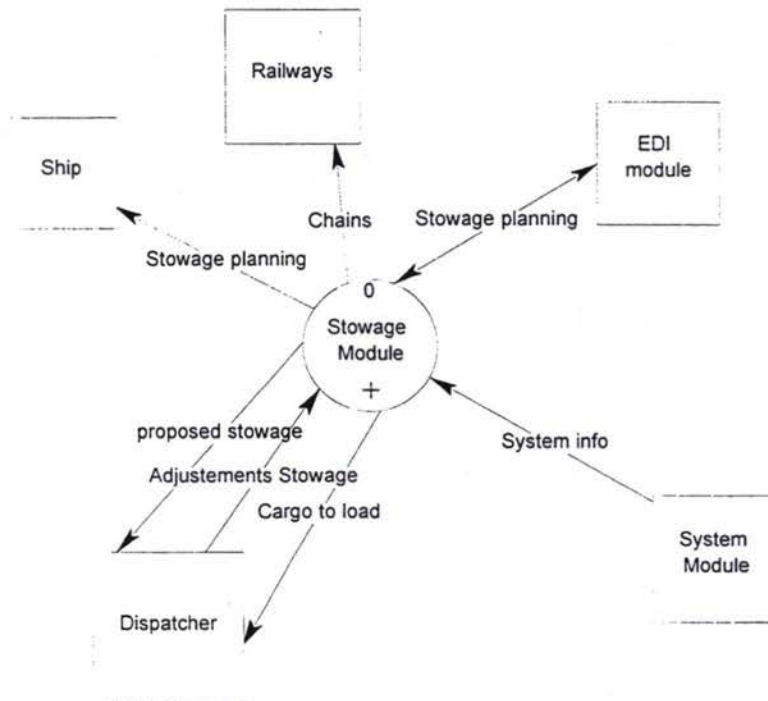 Railways
Ship
EDI
module
Chains
Stowage planning
Stowage planning
0
Stowage
Module
+
proposed stowage
System info
Adjustements Stowage
Cargo to load
System
Module
Dispatcher